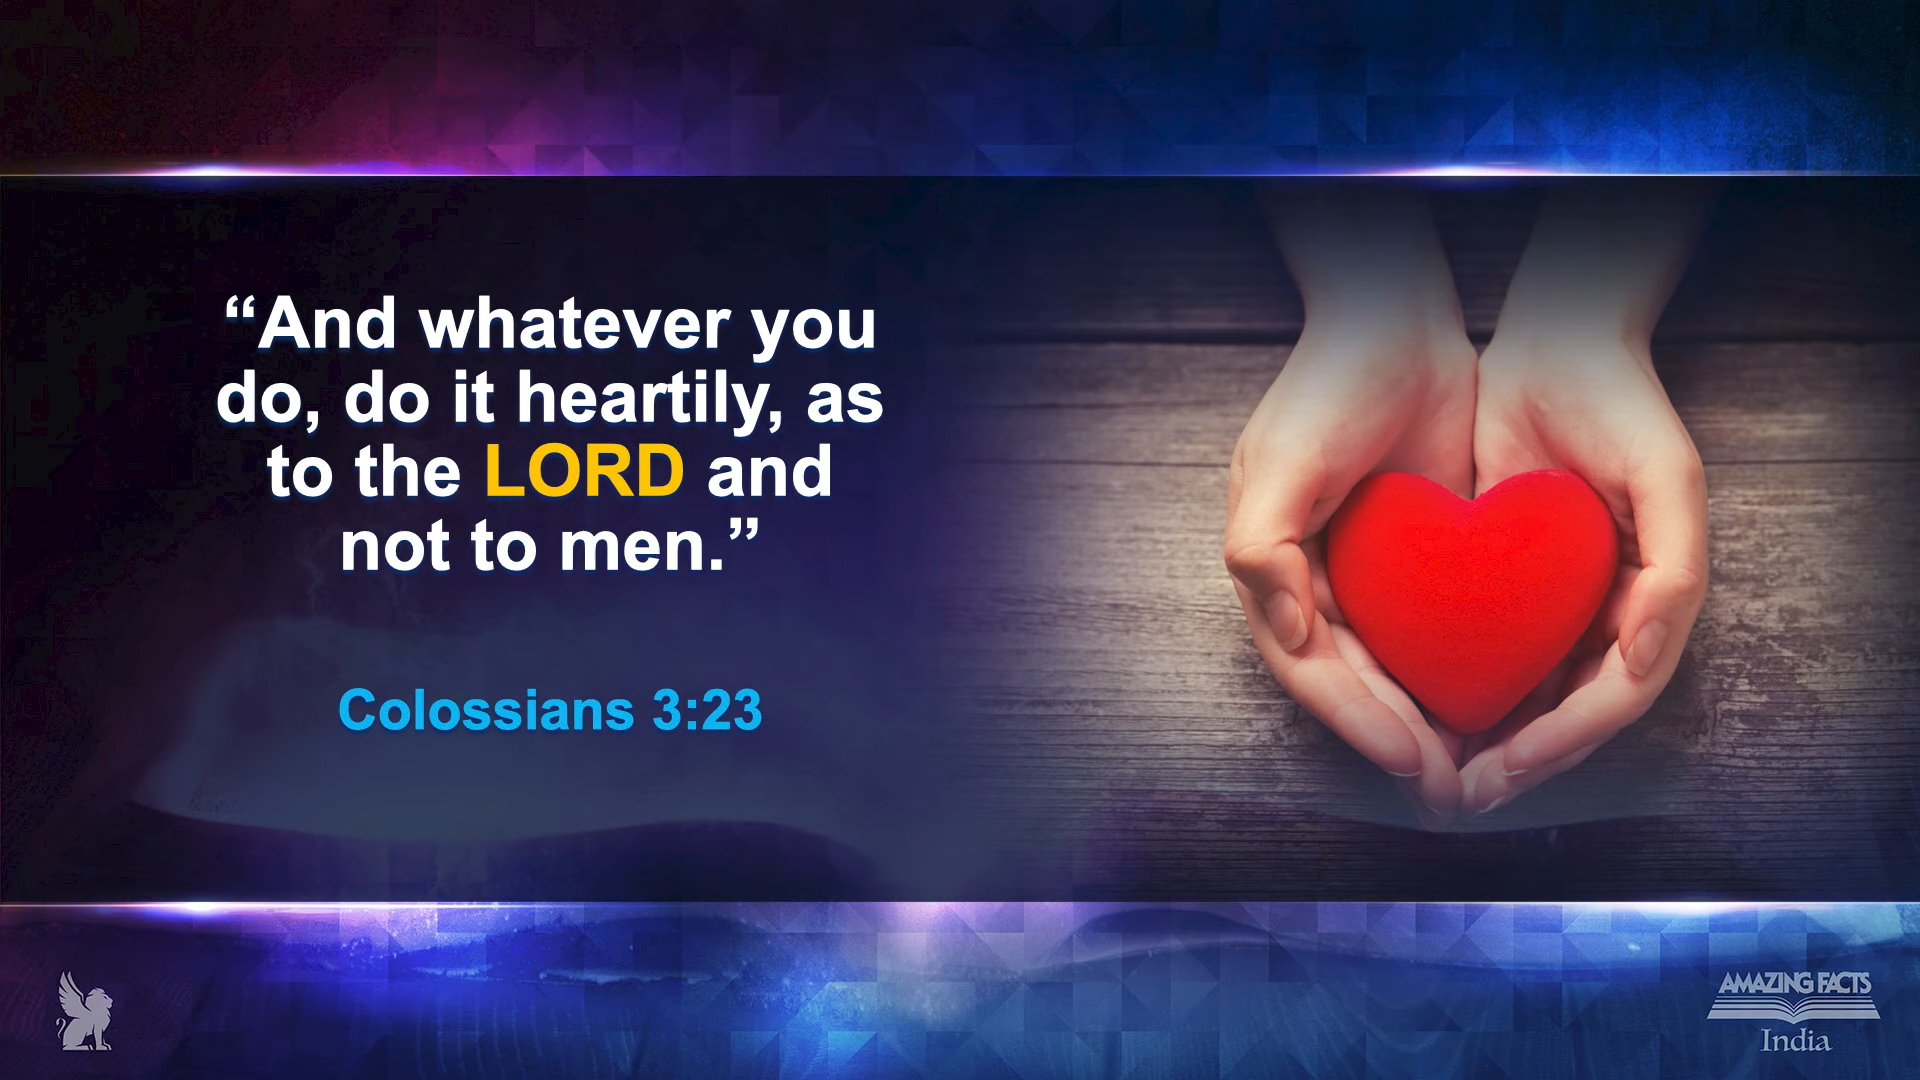 “And whatever you
do, do it heartily, as
to the LORD and
not to men.”
Colossians 3:23
AMAZING FACTS
India